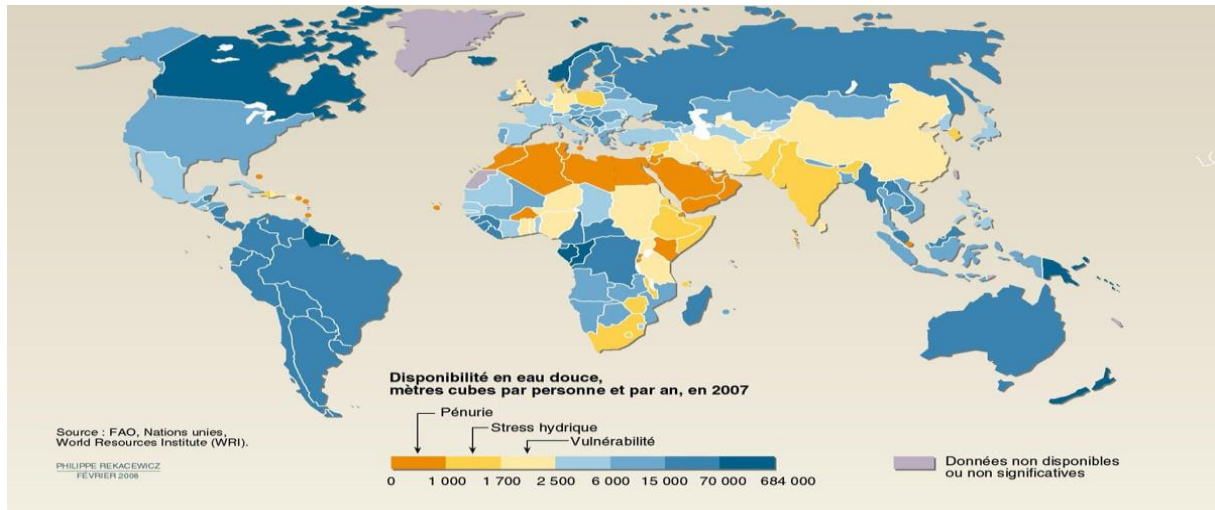 Disponibilité en eau douce,
mètres cubes par personne et par an, en 2007
Pénurie
Stress hydrique
Vulnérabilité
0 1 000 1 700 2 500 6 000 15 000 70 000 684 000
Source : FAO, Nations unies,
World Resources Institute (WRI).
PHILIPPE REKACEWICZ
FÉVRIER 2008
Données non disponibles
ou non significatives